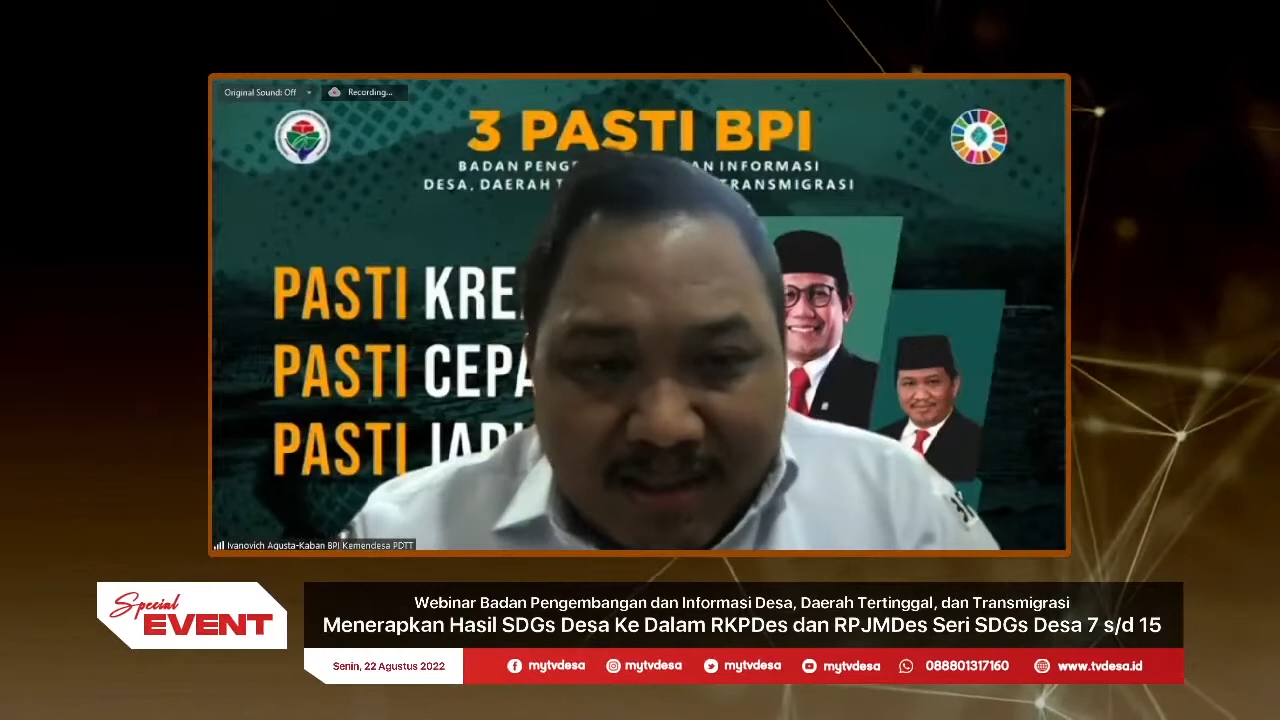 Original Sound: Off
Recording...
3 PASTI BPI
BADAN PENGE AN INFORMASI
DESA, DAERAH T TRANSMIGRASI
PASTI KRE
PASTI CEPA
PASTI
Ivanovich Agusta-Kaban BPI Kemendesa PDTT
Special
EVENT
Webinar Badan Pengembangan dan Informasi Desa, Daerah Tertinggal, dan Transmigrasi
Menerapkan Hasil SDGs Desa Ke Dalam RKPDes dan RPJMDes Seri SDGs Desa 7 s/d 15
Senin, 22 Agustus 2022
mytvdesa
mytvdesa
mytvdesa
mytvdesa
088801317160
www.tvdesa.id